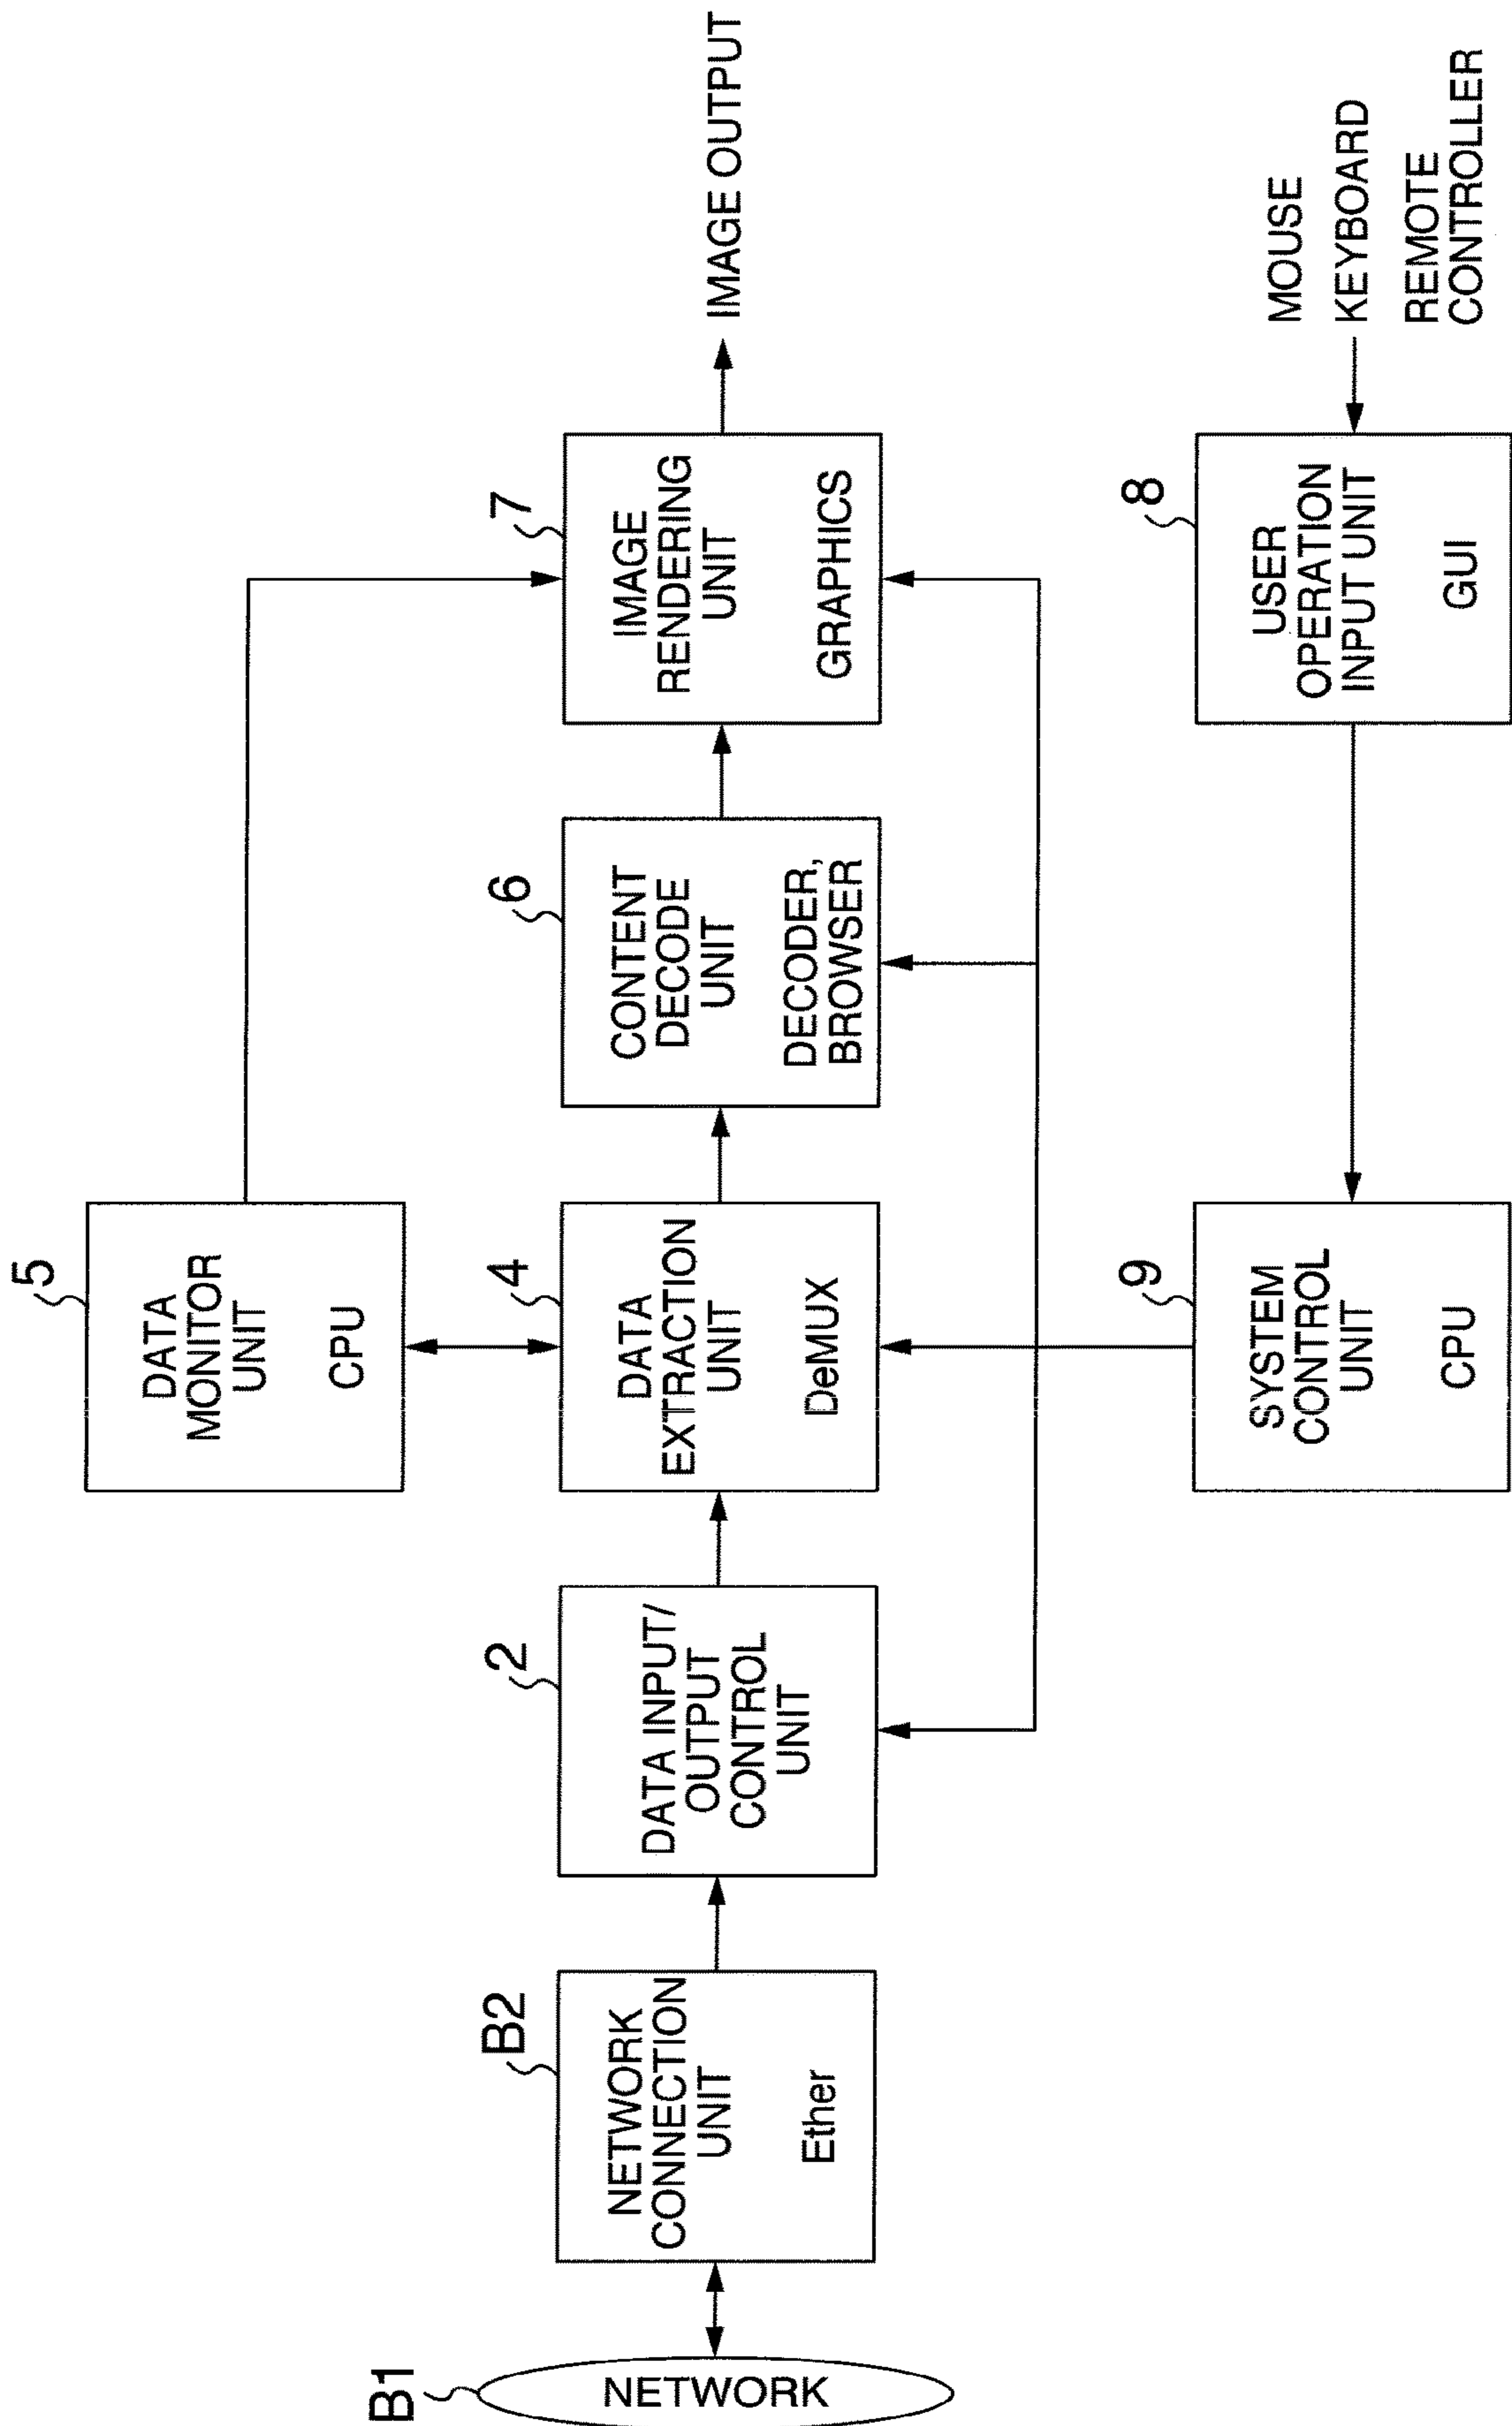 5
DATA
MONITOR
UNIT
CPU
B1
NETWORK
B2
NETWORK
CONNECTION
UNIT
Ether
2
DATA INPUT/
OUTPUT
CONTROL
UNIT
4
DATA
EXTRACTION
UNIT
DeMUX
6
CONTENT
DECODE
UNIT
DECODER,
BROWSER
7
IMAGE
RENDERING
UNIT
GRAPHICS
IMAGE OUTPUT
9
SYSTEM
CONTROL
UNIT
CPU
8
USER
OPERATION
INPUT UNIT
GUI
MOUSE
KEYBOARD
REMOTE
CONTROLLER